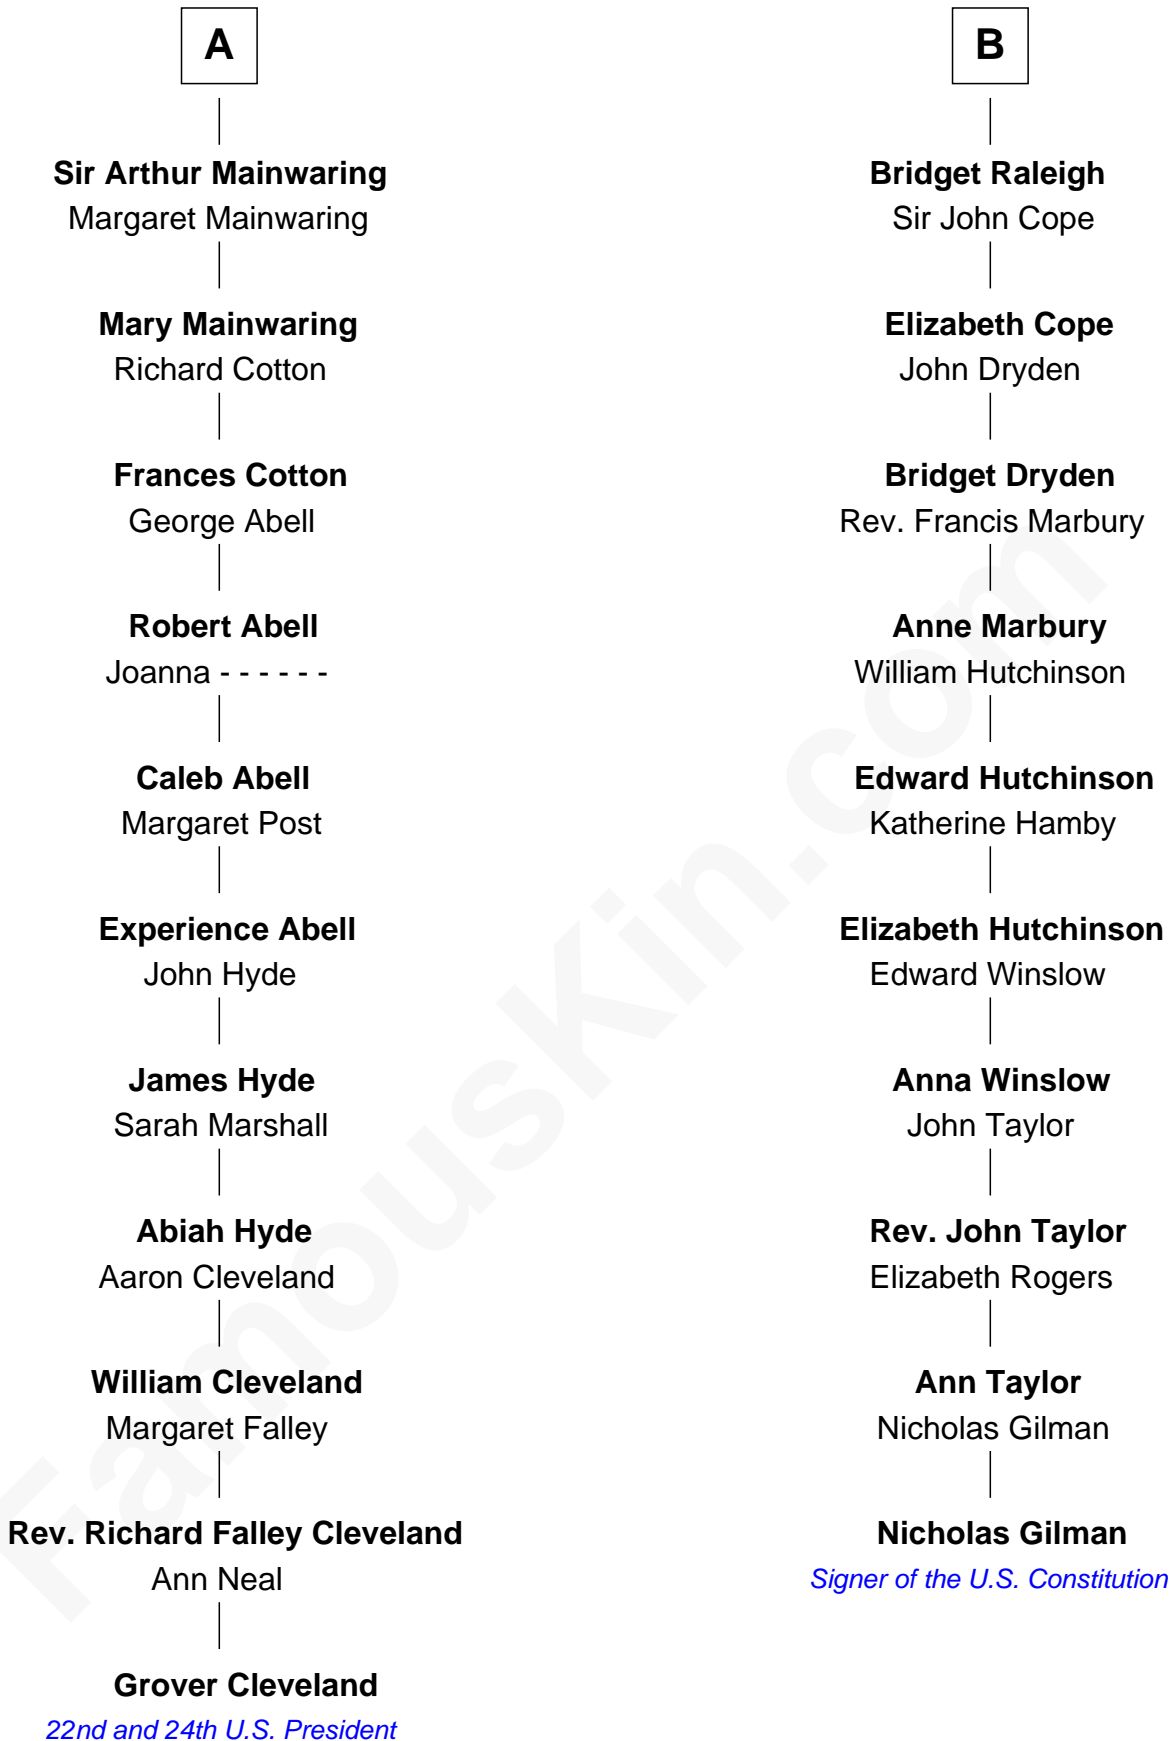 A
Sir Arthur Mainwaring
Margaret Mainwaring
Mary Mainwaring
Richard Cotton
Frances Cotton
George Abell
Robert Abell
Joanna - - - - - -
Caleb Abell
Margaret Post
Experience Abell
John Hyde
James Hyde
Sarah Marshall
Abiah Hyde
Aaron Cleveland
William Cleveland
Margaret Falley
Rev. Richard Falley Cleveland
Ann Neal
Grover Cleveland
22nd and 24th U.S. President
B
Bridget Raleigh
Sir John Cope
Elizabeth Cope
John Dryden
Bridget Dryden
Rev. Francis Marbury
Anne Marbury
William Hutchinson
Edward Hutchinson
Katherine Hamby
Elizabeth Hutchinson
Edward Winslow
Anna Winslow
John Taylor
Rev. John Taylor
Elizabeth Rogers
Ann Taylor
Nicholas Gilman
Nicholas Gilman
Signer of the U.S. Constitution
FamousKin.com